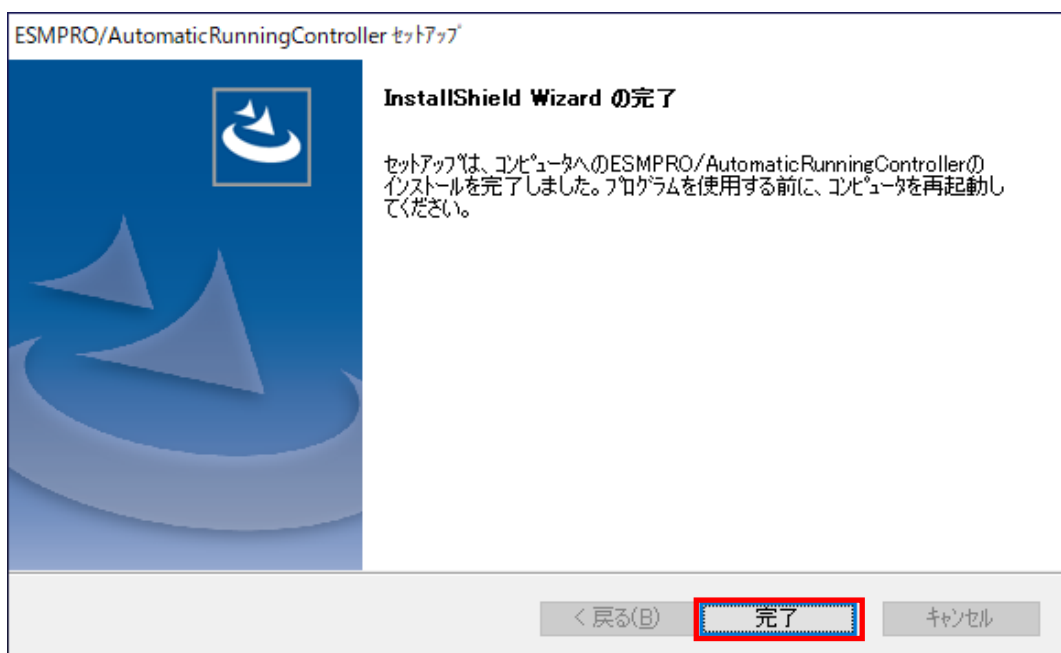 ESMPRO/AutomaticRunningController ｾｯﾄｱｯﾌﾟ
InstallShield Wizard の完了
ｾｯﾄｱｯﾌﾟは、ｺﾝﾋﾟｭｰﾀへのESMPRO/AutomaticRunningControllerの
ｲﾝｽﾄｰﾙを完了しました。ﾌﾟﾛｸﾞﾗﾑを使用する前に、ｺﾝﾋﾟｭｰﾀを再起動し
てください。
< 戻る(B)
完了
ｷｬﾝｾﾙ